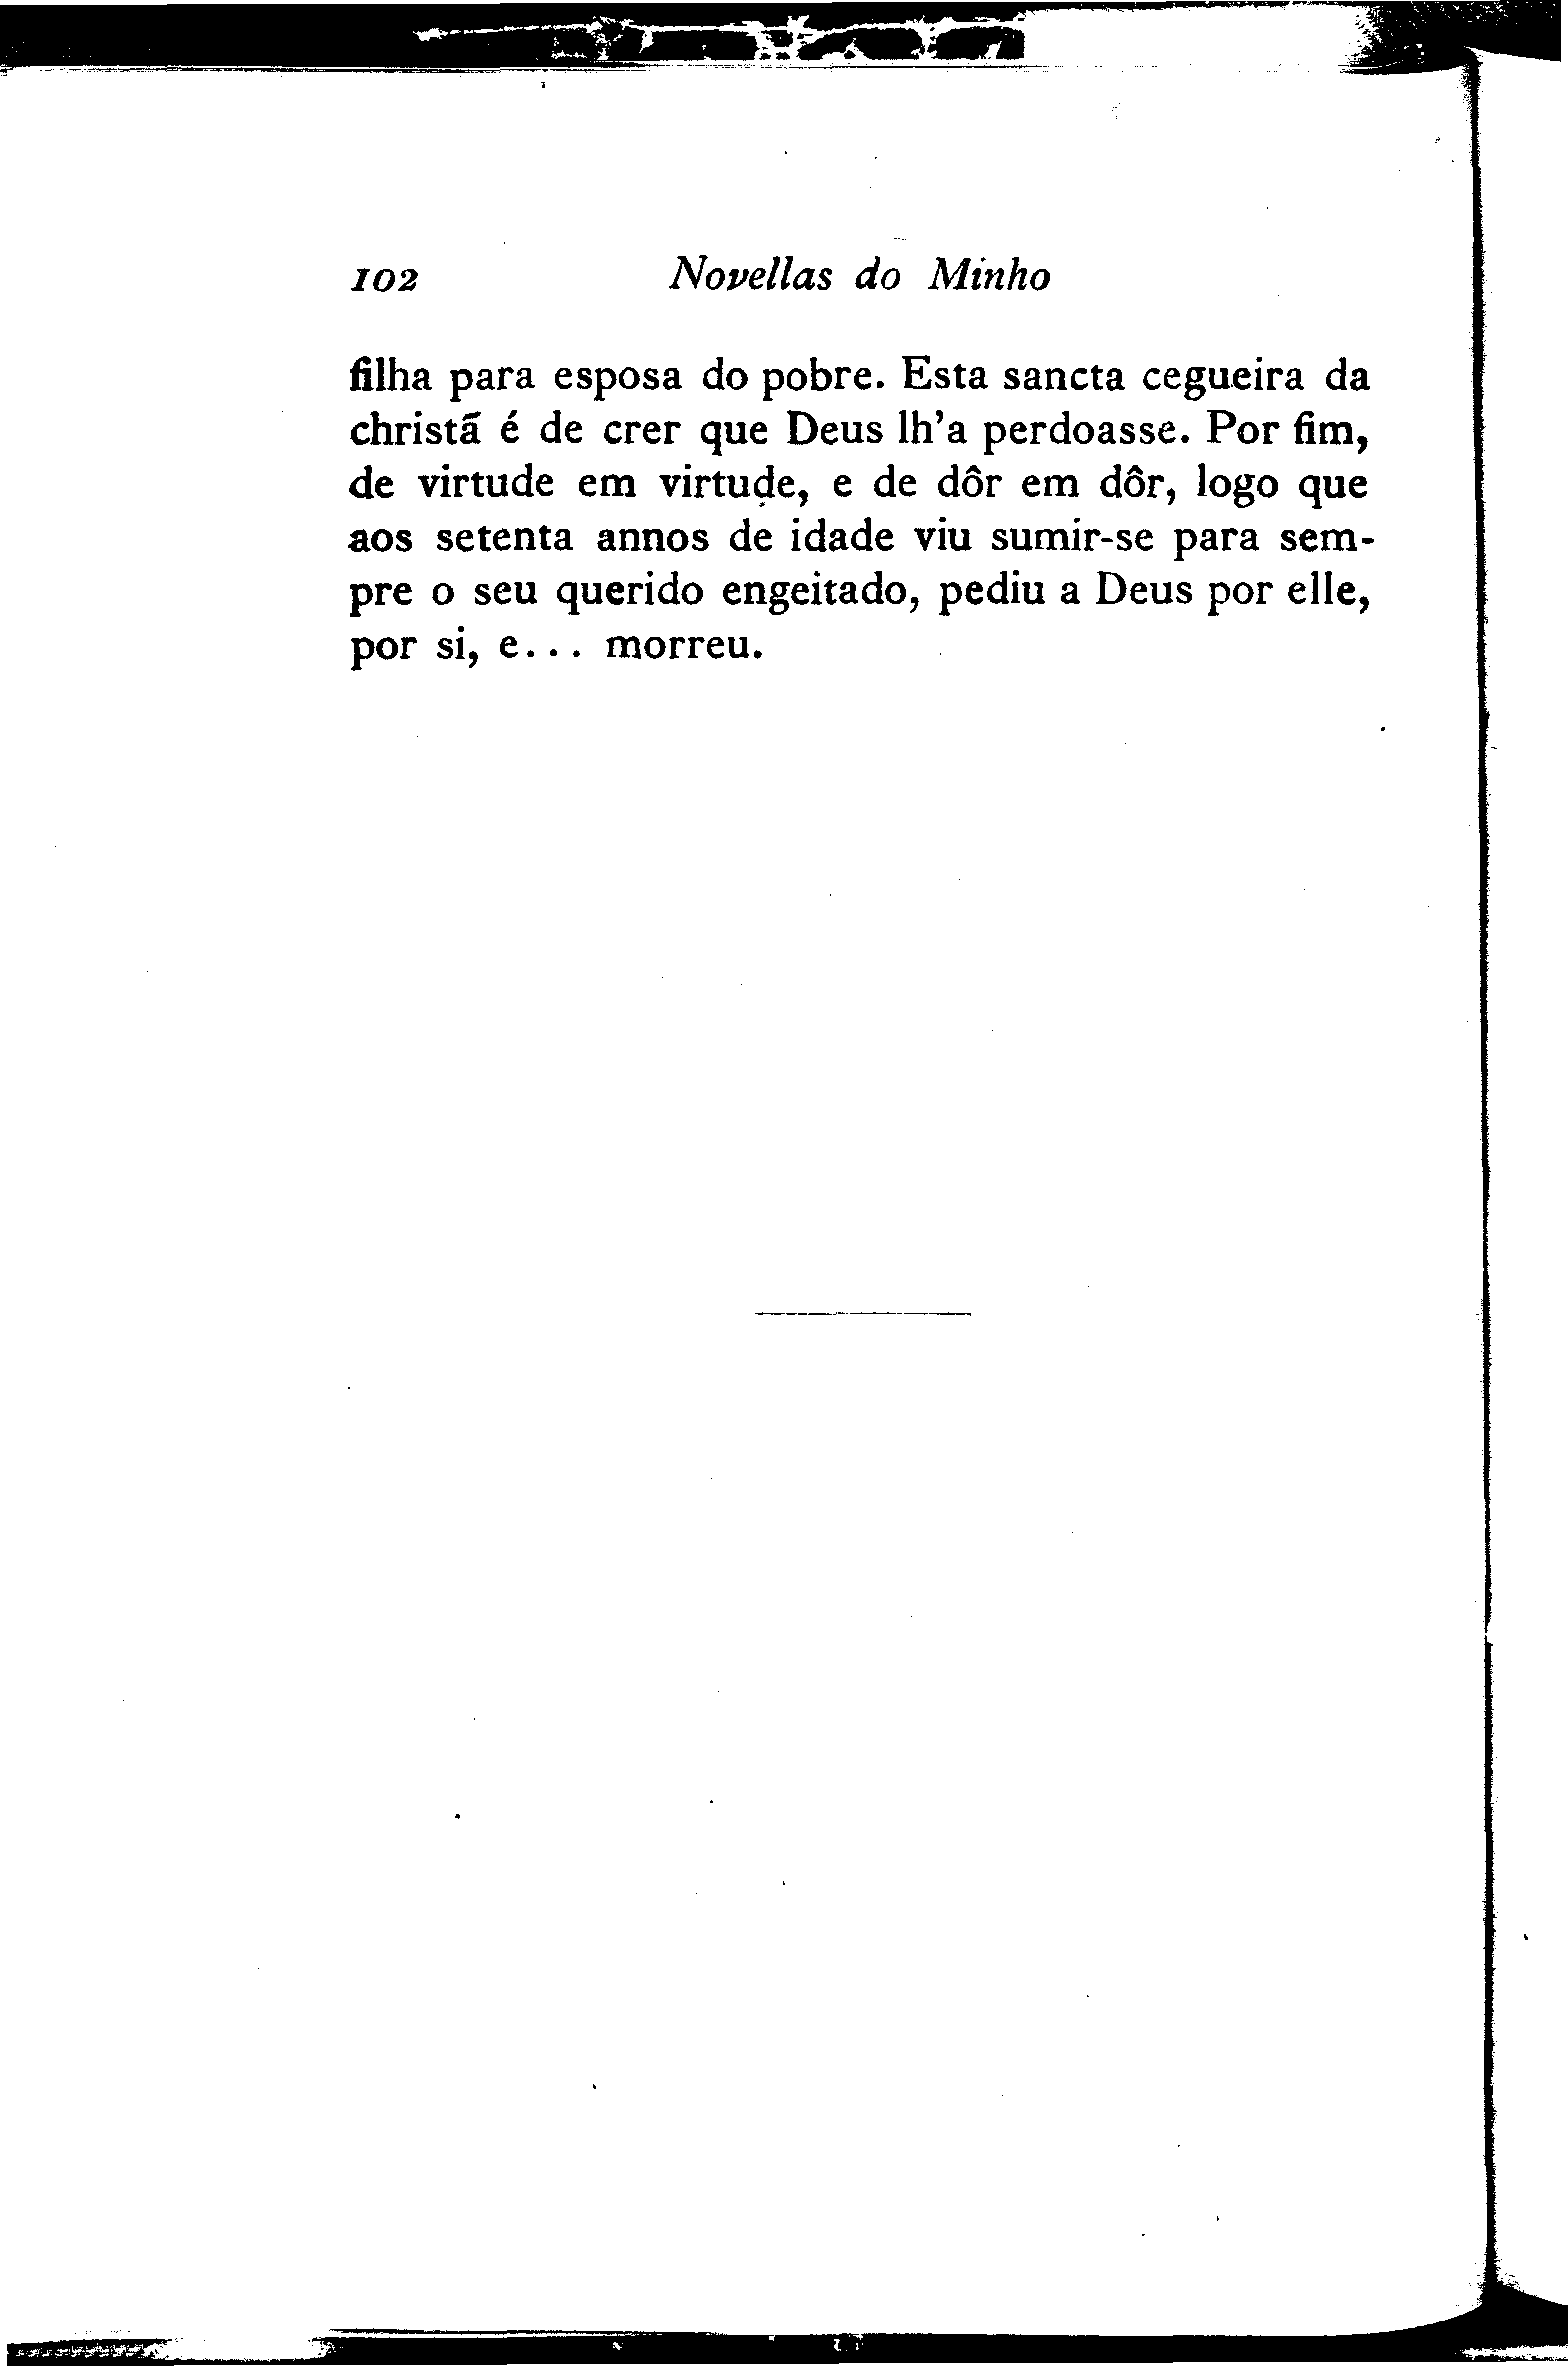 102 Novellas do Minho
filha para esposa do pobre. Esta sancta cegueira da
christã é de crer que Deus lh'a perdoasse. Por fim,
de virtude em virtude, e de dôr em dôr, logo que
aos setenta annos de idade viu sumir-se para sem-
pre o seu querido engeitado, pediu a Deus por elle,
por si, e... morreu.